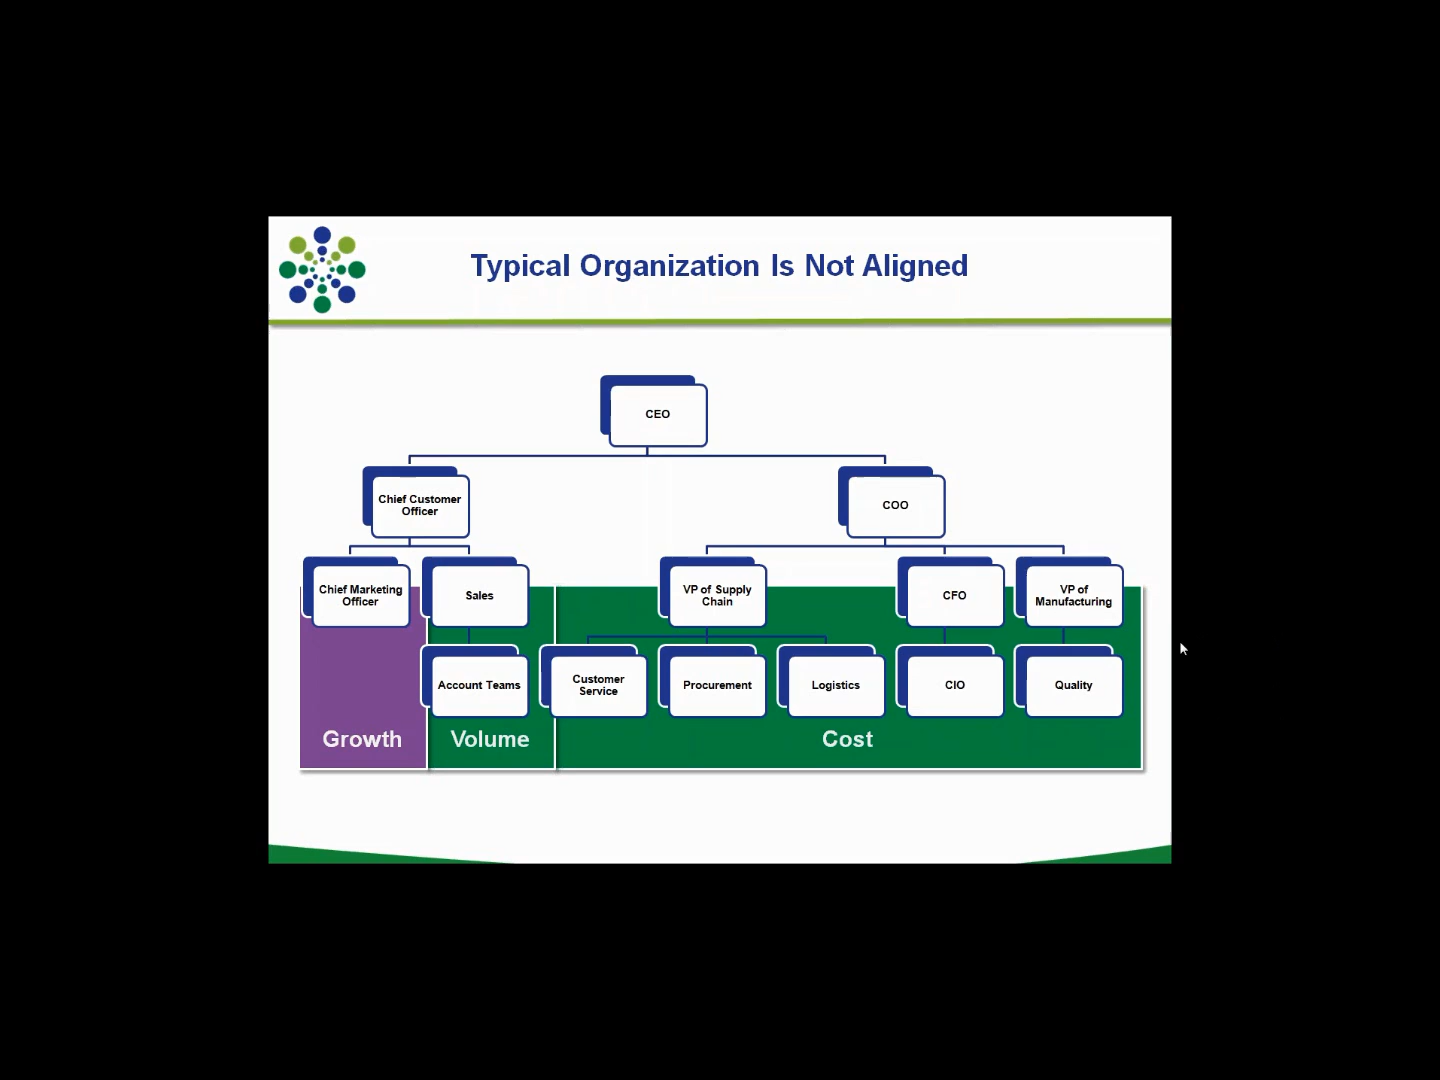 Typical Organization Is Not Aligned
CEO
Chief Customer
Officer
COO
Chief Marketing
Officer
Sales
VP of Supply
Chain
CFO
VP of
Manufacturing
Account Teams
Customer
Service
Procurement
Logistics
CIO
Quality
Growth
Volume
Cost